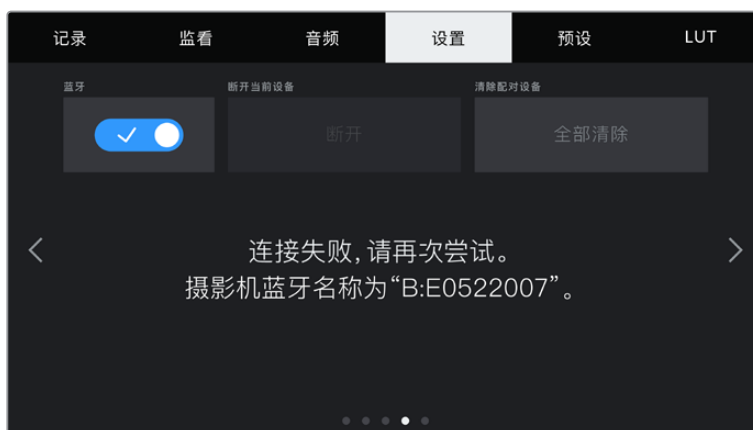 记录 监看 音频 设置 预设 LUT
蓝牙 断开当前设备 清除配对设备
断开 全部清除
连接失败,请再次尝试。
摄影机蓝牙名称为“B:E0522007”。